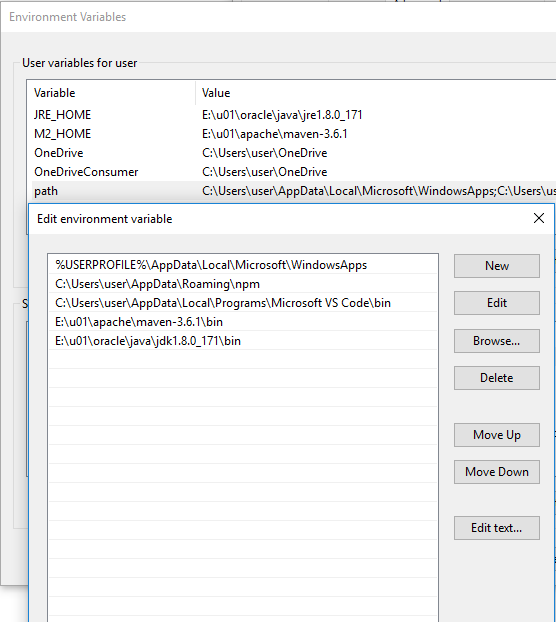 Environment Variables
User variables for user
Variable Value
JRE_HOME E:\u01\oracle\java\jre1.8.0_171
M2_HOME E:\u01\apache\maven-3.6.1
OneDrive C:\Users\user\OneDrive
OneDriveConsumer C:\Users\user\OneDrive
path C:\Users\user\AppData\Local\Microsoft\WindowsApps;C:\Users\us
Edit environment variable
%USERPROFILE%\AppData\Local\Microsoft\WindowsApps
C:\Users\user\AppData\Roaming\npm
C:\Users\user\AppData\Local\Programs\Microsoft VS Code\bin
E:\u01\apache\maven-3.6.1\bin
E:\u01\oracle\java\jdk1.8.0_171\bin
New
Edit
Browse...
Delete
Move Up
Move Down
Edit text...
S